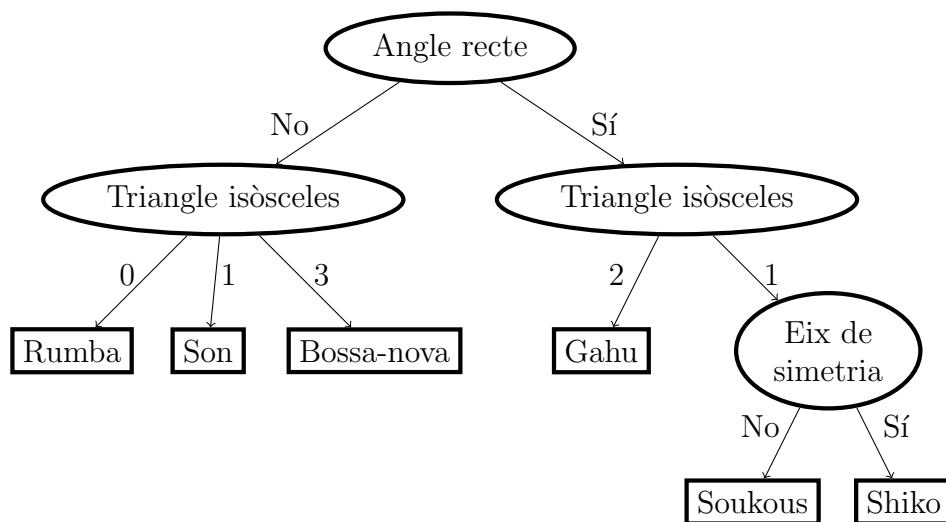 Angle recte
No
Sí
Triangle isòsceles
Triangle isòsceles
0
1
3
2
1
Rumba
Son
Bossa-nova
Gahu
Eix de
simetria
No
Sí
Soukous
Shiko